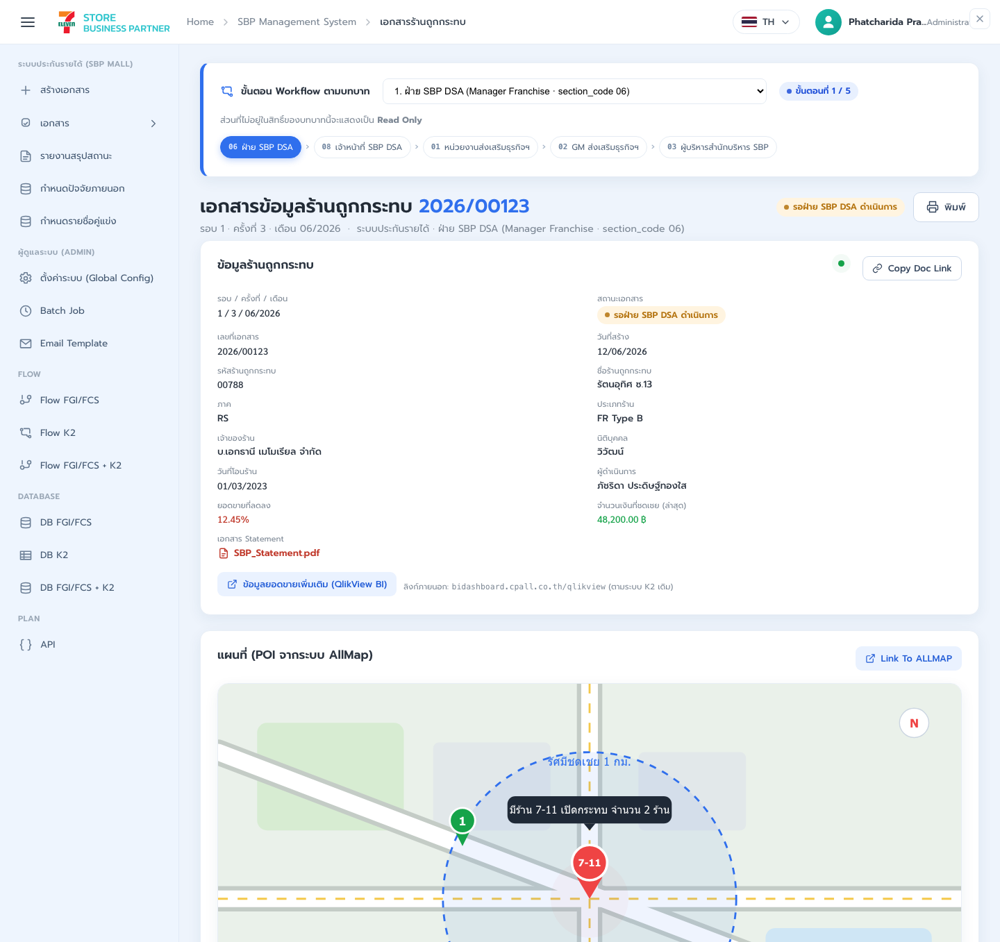 STORE
BUSINESS PARTNER
ELEVEN
Home
SBP Management System
เอกสารร้านถูกกระทบ
TH
Phatcharida Pra...
ระบบประกันรายได้ (SBP MALL)
สร้างเอกสาร
เอกสาร
รายงานสรุปสถานะ
กำหนดปัจจัยภายนอก
กำหนดรายชื่อคู่แข่ง
ผู้ดูแลระบบ (ADMIN)
ตั้งค่าระบบ (Global Config)
Batch Job
Email Template
FLOW
Flow FGI/FCS
Flow K2
Flow FGI/FCS + K2
DATABASE
DB FGI/FCS
DB K2
DB FGI/FCS + K2
PLAN
API
ขั้นตอน Workflow ตามบทบาท
1. ฝ่าย SBP DSA (Manager Franchise · section_code 06)
ขั้นตอนที่ 1 / 5
ส่วนที่ไม่อยู่ในสิทธิ์ของบทบาทนี้จะแสดงเป็น Read Only
06 ฝ่าย SBP DSA › 08 เจ้าหน้าที่ SBP DSA › 01 หน่วยงานส่งเสริมธุรกิจฯ › 02 GM ส่งเสริมธุรกิจฯ › 03 ผู้บริหารสำนักบริหาร SBP
เอกสารข้อมูลร้านถูกกระทบ 2026/00123
รอฝ่าย SBP DSA ดำเนินการ
พิมพ์
รอบ 1 · ครั้งที่ 3 · เดือน 06/2026 · ระบบประกันรายได้ · ฝ่าย SBP DSA (Manager Franchise · section_code 06)
ข้อมูลร้านถูกกระทบ
Copy Doc Link
รอบ / ครั้งที่ / เดือน
1 / 3 / 06/2026
สถานะเอกสาร
รอฝ่าย SBP DSA ดำเนินการ
เลขที่เอกสาร
2026/00123
วันที่สร้าง
12/06/2026
รหัสร้านถูกกระทบ
00788
ชื่อร้านถูกกระทบ
รัตนอุทิศ ซ.13
ภาค
RS
ประเภทร้าน
FR Type B
เจ้าของร้าน
บ.เอกธานี เมโมเรียล จำกัด
นิติบุคคล
วิวัฒน์
วันที่โอนร้าน
01/03/2023
ผู้ดำเนินการ
ภัชริดา ประดิษฐ์ทองใส
ยอดขายที่ลดลง
12.45%
จำนวนเงินที่ชดเชย (ล่าสุด)
48,200.00 ฿
เอกสาร Statement
SBP_Statement.pdf
ข้อมูลยอดขายเพิ่มเติม (QlikView BI)
ลิงก์ภายนอก: bidashboard.cpall.co.th/qlikview (ตามระบบ K2 เดิม)
แผนที่ (POI จากระบบ AllMap)
Link To ALLMAP
N
รัศมีชดเชย 1 กม.
มีร้าน 7-11 เปิดกระทบ จำนวน 2 ร้าน
1
7-11